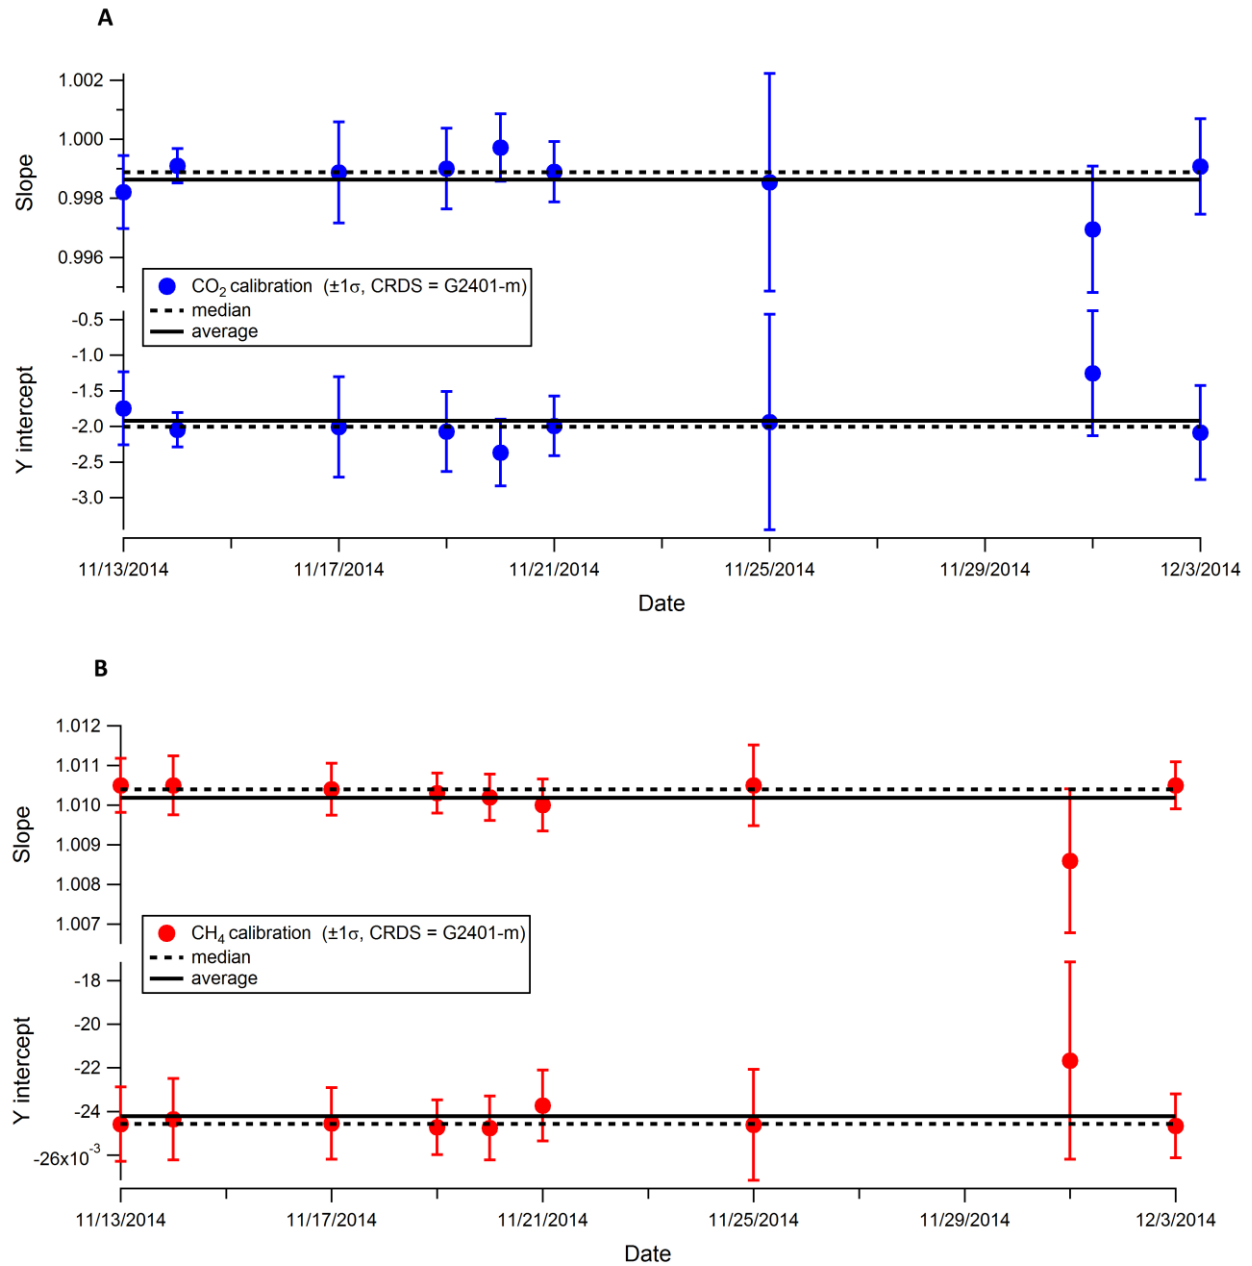 A
1.002
1.000
0.998
0.996
Slope
CO₂ calibration (±1σ, CRDS = G2401-m)
median
average
-0.5
-1.0
-1.5
-2.0
-2.5
-3.0
Y intercept
11/13/2014 11/17/2014 11/21/2014 11/25/2014 11/29/2014 12/3/2014
Date
B
1.012
1.011
1.010
1.009
1.008
1.007
Slope
CH₄ calibration (±1σ, CRDS = G2401-m)
median
average
-18
-20
-22
-24
-26x10⁻³
Y intercept
11/13/2014 11/17/2014 11/21/2014 11/25/2014 11/29/2014 12/3/2014
Date